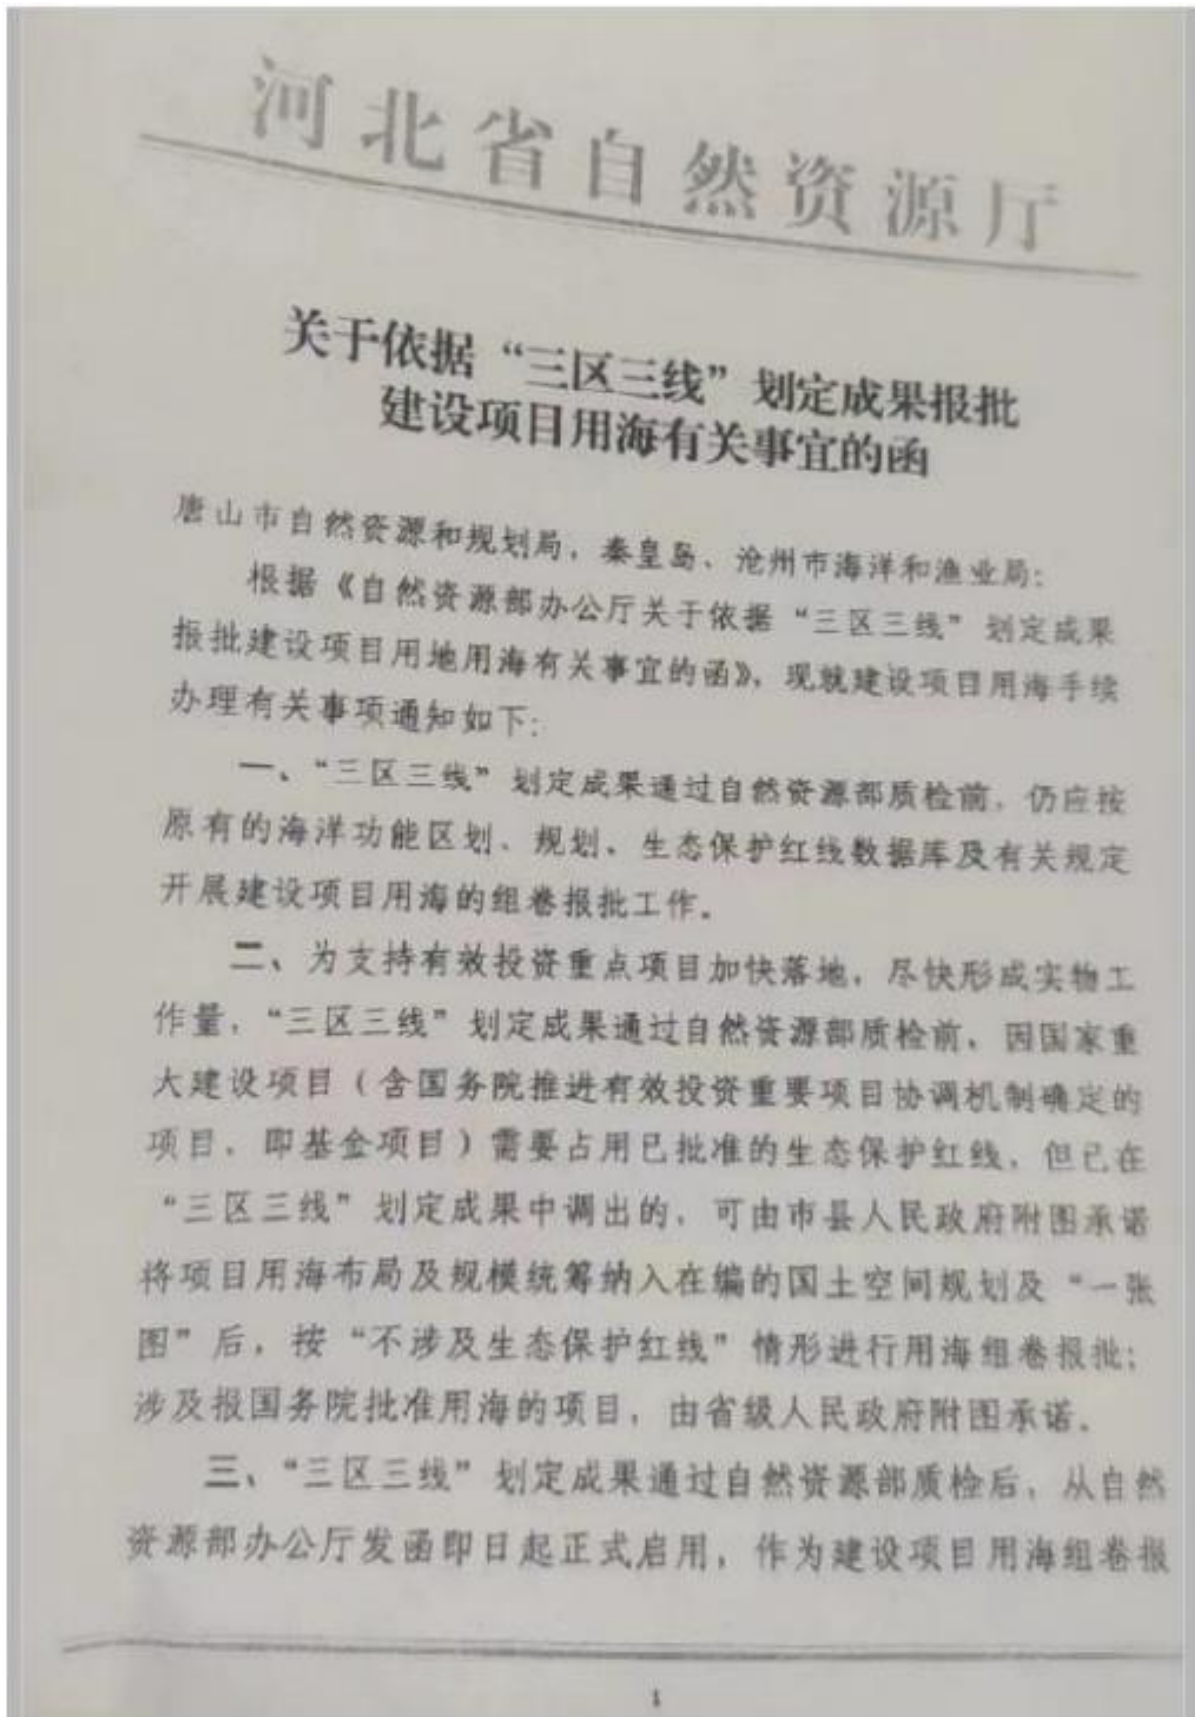 河北省自然资源厅
关于依据“三区三线”划定成果报批
建设项目用海有关事宜的函
唐山市自然资源和规划局，秦皇岛、沧州市海洋和渔业局：
根据《自然资源部办公厅关于依据“三区三线”划定成果
报批建设项目用地用海有关事宜的函》，现就建设项目用海手续
办理有关事项通知如下：
一、“三区三线”划定成果通过自然资源部质检前，仍应按
原有的海洋功能区划、规划、生态保护红线数据库及有关规定
开展建设项目用海的组卷报批工作。
二、为支持有效投资重点项目加快落地，尽快形成实物工
作量，“三区三线”划定成果通过自然资源部质检前，因国家重
大建设项目（含国务院推进有效投资重要项目协调机制确定的
项目，即基金项目）需要占用已批准的生态保护红线，但已在
“三区三线”划定成果中调出的，可由市县人民政府附图承诺
将项目用海布局及规模统筹纳入在编的国土空间规划及“一张
图”后，按“不涉及生态保护红线”情形进行用海组卷报批；
涉及报国务院批准用海的项目，由省级人民政府附图承诺。
三、“三区三线”划定成果通过自然资源部质检后，从自然
资源部办公厅发函即日起正式启用，作为建设项目用海组卷报
1